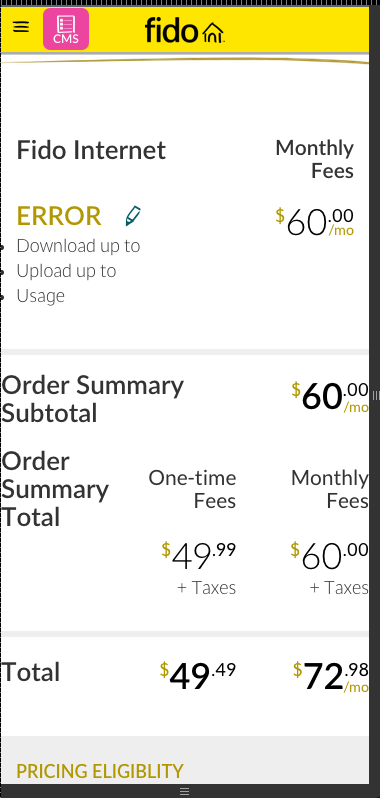 CMS
fido
Fido Internet
Monthly
Fees
ERROR
$60.00
/mo
Download up to
Upload up to
Usage
Order Summary
Subtotal
$60.00
/mo
Order
Summary
Total
One-time
Fees
Monthly
Fees
$49.99
$60.00
+ Taxes
+ Taxes
Total
$49.49
$72.98
/mo
PRICING ELIGIBLITY